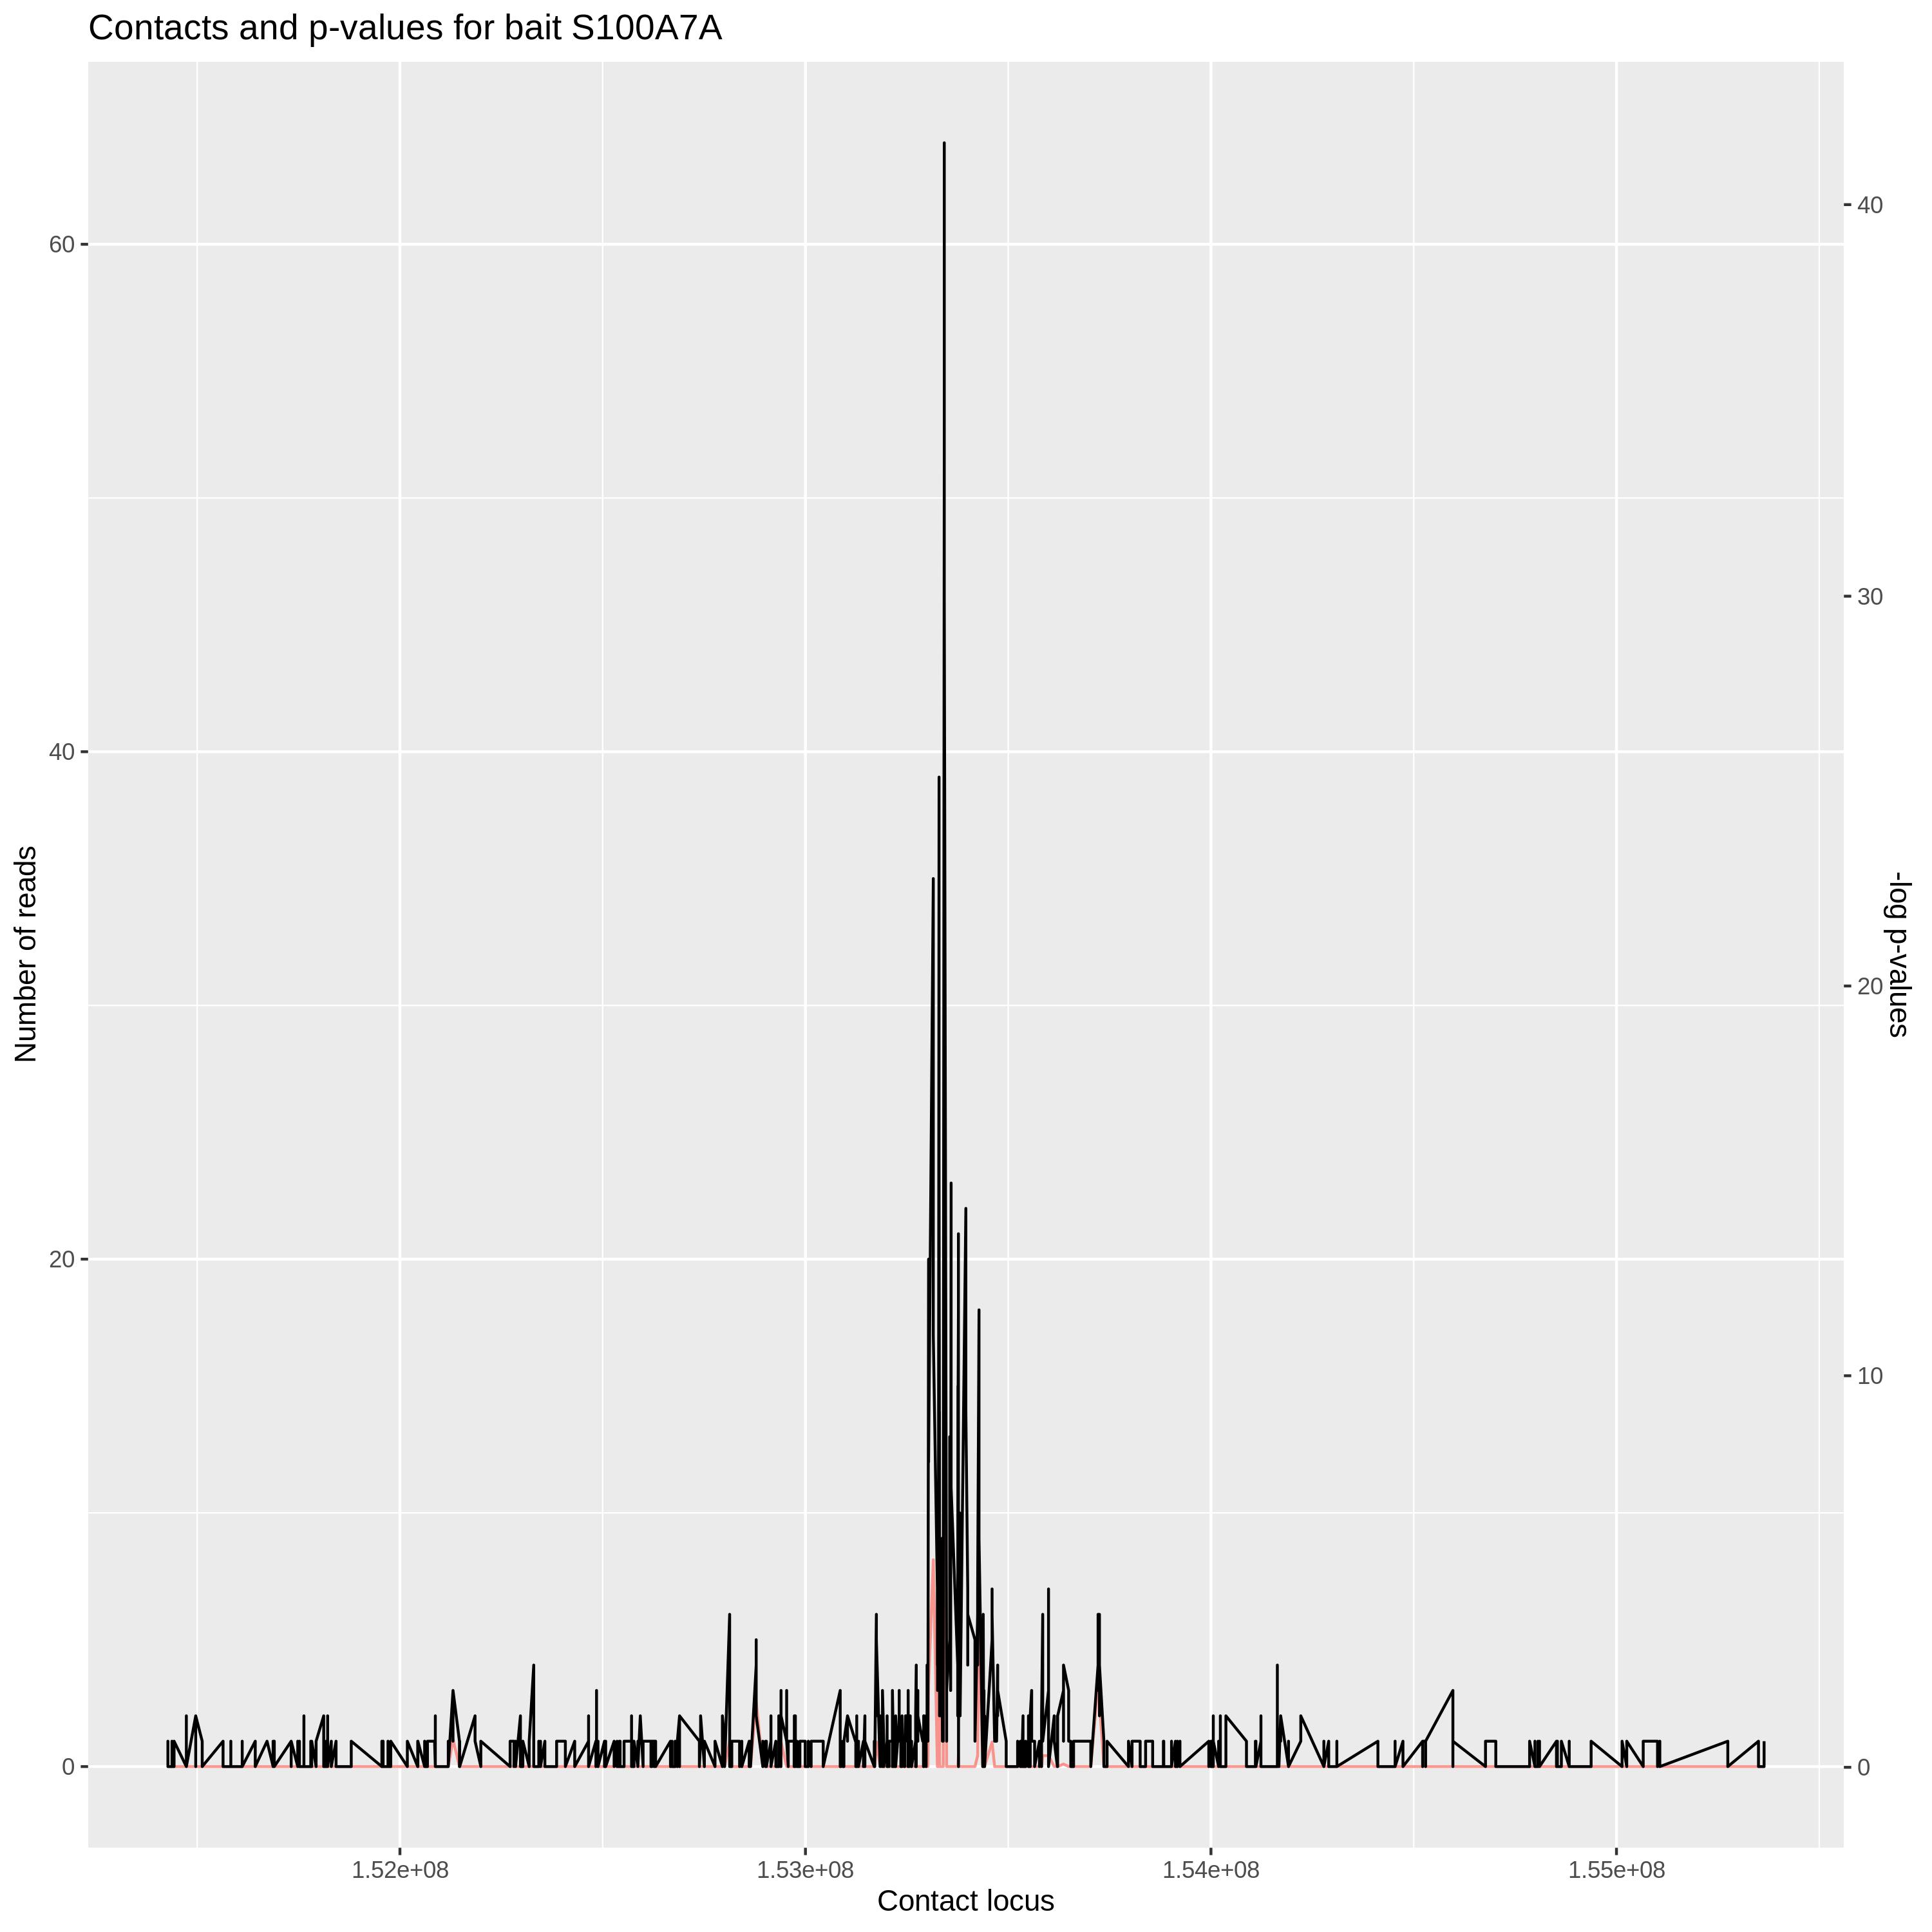 Contacts and p-values for bait S100A7A
60
40
20
0
40
30
20
10
0
Number of reads
-log p-values
1.52e+08
1.53e+08
1.54e+08
1.55e+08
Contact locus